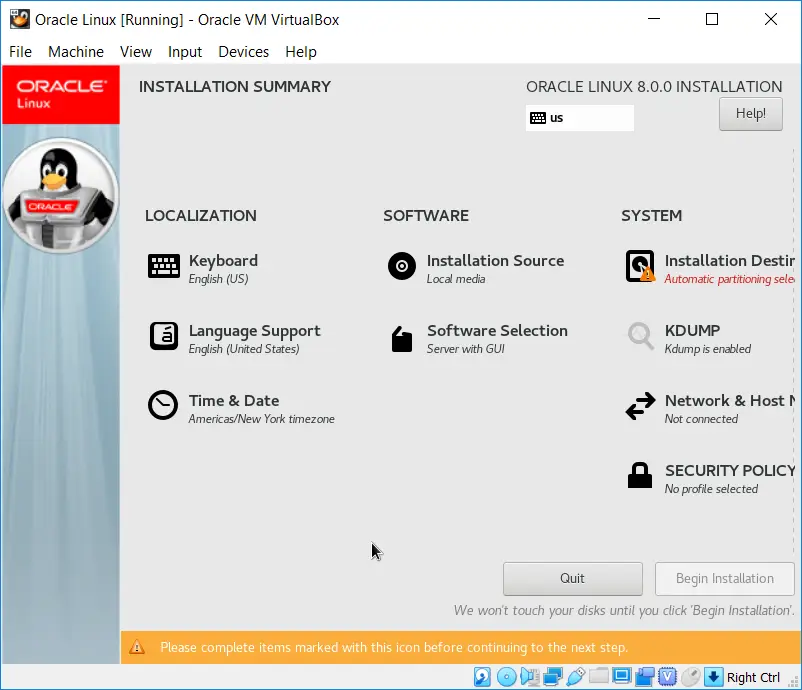 Oracle Linux [Running] - Oracle VM VirtualBox
File Machine View Input Devices Help
ORACLE
Linux
INSTALLATION SUMMARY
ORACLE LINUX 8.0.0 INSTALLATION
us
Help!
ORACLE
LOCALIZATION
SOFTWARE
SYSTEM
Keyboard
English (US)
Installation Source
Local media
Installation Destin
Automatic partitioning sele
Language Support
English (United States)
Software Selection
Server with GUI
KDUMP
Kdump is enabled
Time & Date
Americas/New York timezone
Network & Host N
Not connected
SECURITY POLICY
No profile selected
Quit
Begin Installation
We won't touch your disks until you click 'Begin Installation'.
Please complete items marked with this icon before continuing to the next step.
Right Ctrl